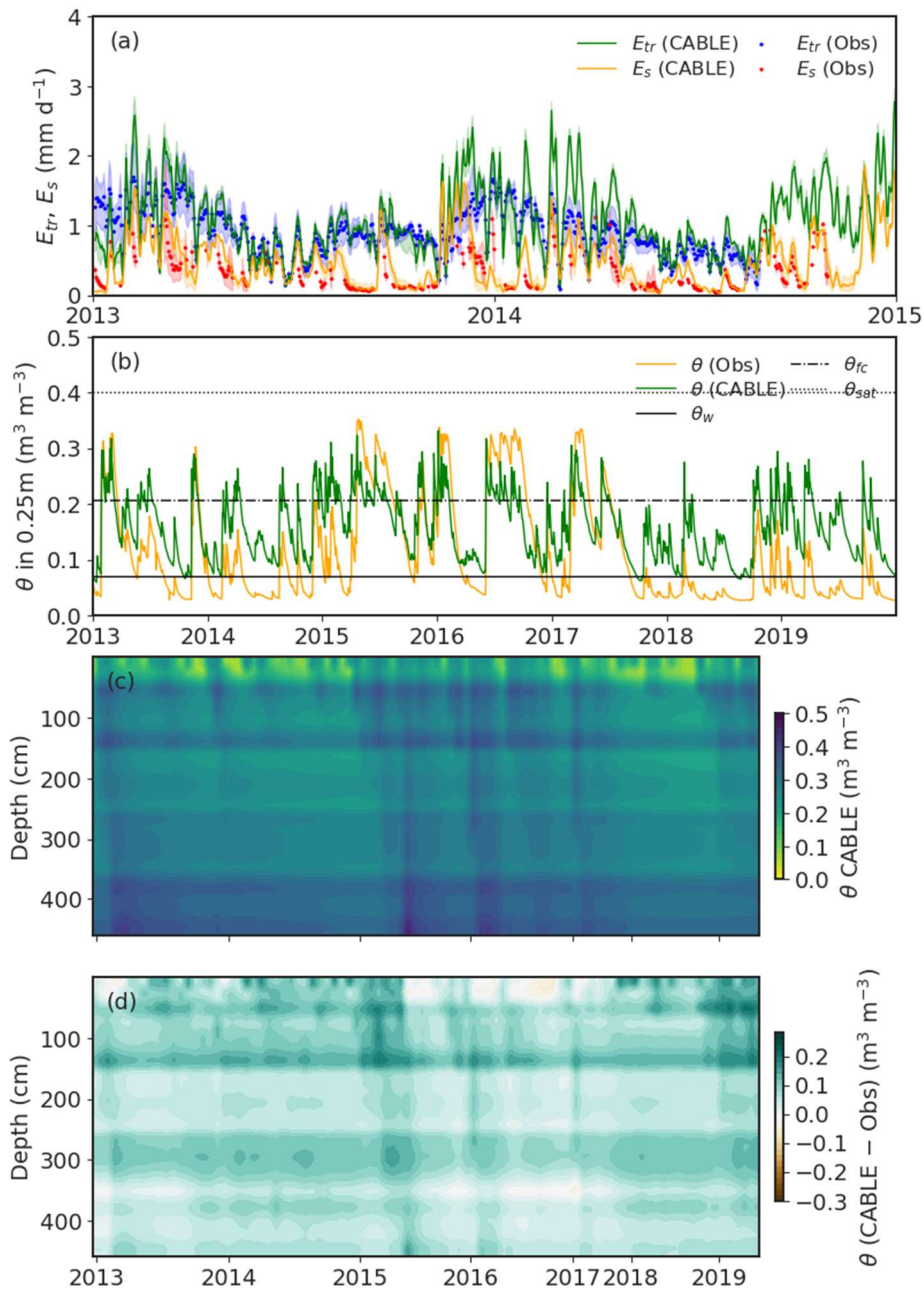 (a)
E_tr (CABLE)
E_s (CABLE)
E_tr (Obs)
E_s (Obs)
E_tr, E_s (mm d⁻¹)
4
3
2
1
0
2013
2014
2015
(b)
θ (Obs)
θ (CABLE)
θ_w
θ_fc
θ_sat
θ in 0.25m (m³ m⁻³)
0.5
0.4
0.3
0.2
0.1
0.0
2013 2014 2015 2016 2017 2018 2019
(c)
Depth (cm)
100
200
300
400
0.5
0.4
0.3
0.2
0.1
0.0
θ CABLE (m³ m⁻³)
(d)
Depth (cm)
100
200
300
400
0.2
0.1
0.0
−0.1
−0.2
−0.3
θ (CABLE − Obs) (m³ m⁻³)
2013 2014 2015 2016 2017 2018 2019